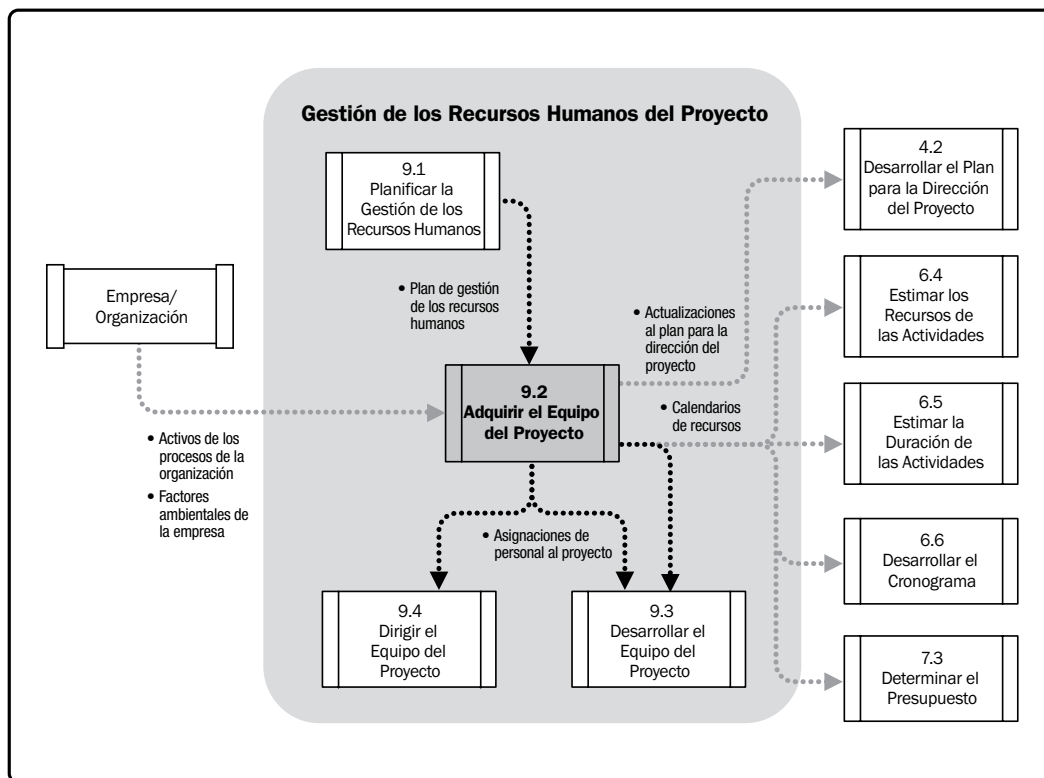 Gestión de los Recursos Humanos del Proyecto
9.1
Planificar la
Gestión de los
Recursos Humanos
4.2
Desarrollar el Plan
para la Dirección
del Proyecto
Empresa/
Organización
• Plan de gestión
de los recursos
humanos
• Actualizaciones
al plan para la
dirección del
proyecto
6.4
Estimar los
Recursos de
las Actividades
9.2
Adquirir el Equipo
del Proyecto
• Calendarios
de recursos
6.5
Estimar la
Duración de
las Actividades
• Activos de los
procesos de la
organización
• Factores
ambientales de
la empresa
• Asignaciones de
personal al proyecto
6.6
Desarrollar el
Cronograma
9.4
Dirigir el
Equipo del
Proyecto
9.3
Desarrollar el
Equipo del
Proyecto
7.3
Determinar el
Presupuesto